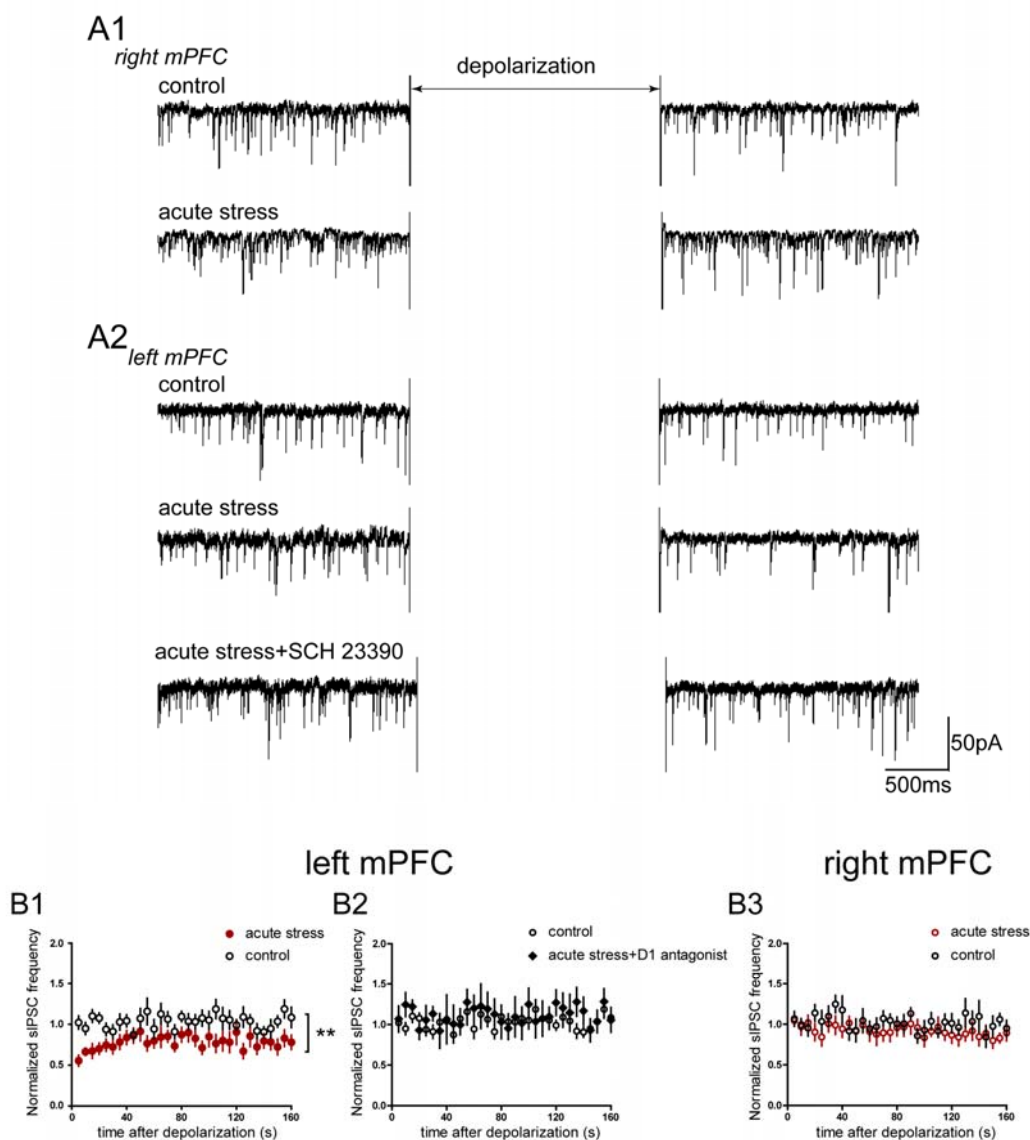 A1
right mPFC
control
depolarization
acute stress
A2
left mPFC
control
acute stress
acute stress+SCH 23390
50pA
500ms
left mPFC
right mPFC
B1
acute stress
control
Normalized sIPSC frequency
2.0
1.5
1.0
0.5
0.0
0 40 80 120 160
time after depolarization (s)
**
B2
control
acute stress+D1 antagonist
Normalized sIPSC frequency
2.0
1.5
1.0
0.5
0.0
0 40 80 120 160
time after depolarization (s)
B3
acute stress
control
Normalized sIPSC frequency
2.0
1.5
1.0
0.5
0.0
0 40 80 120 160
time after depolarization (s)